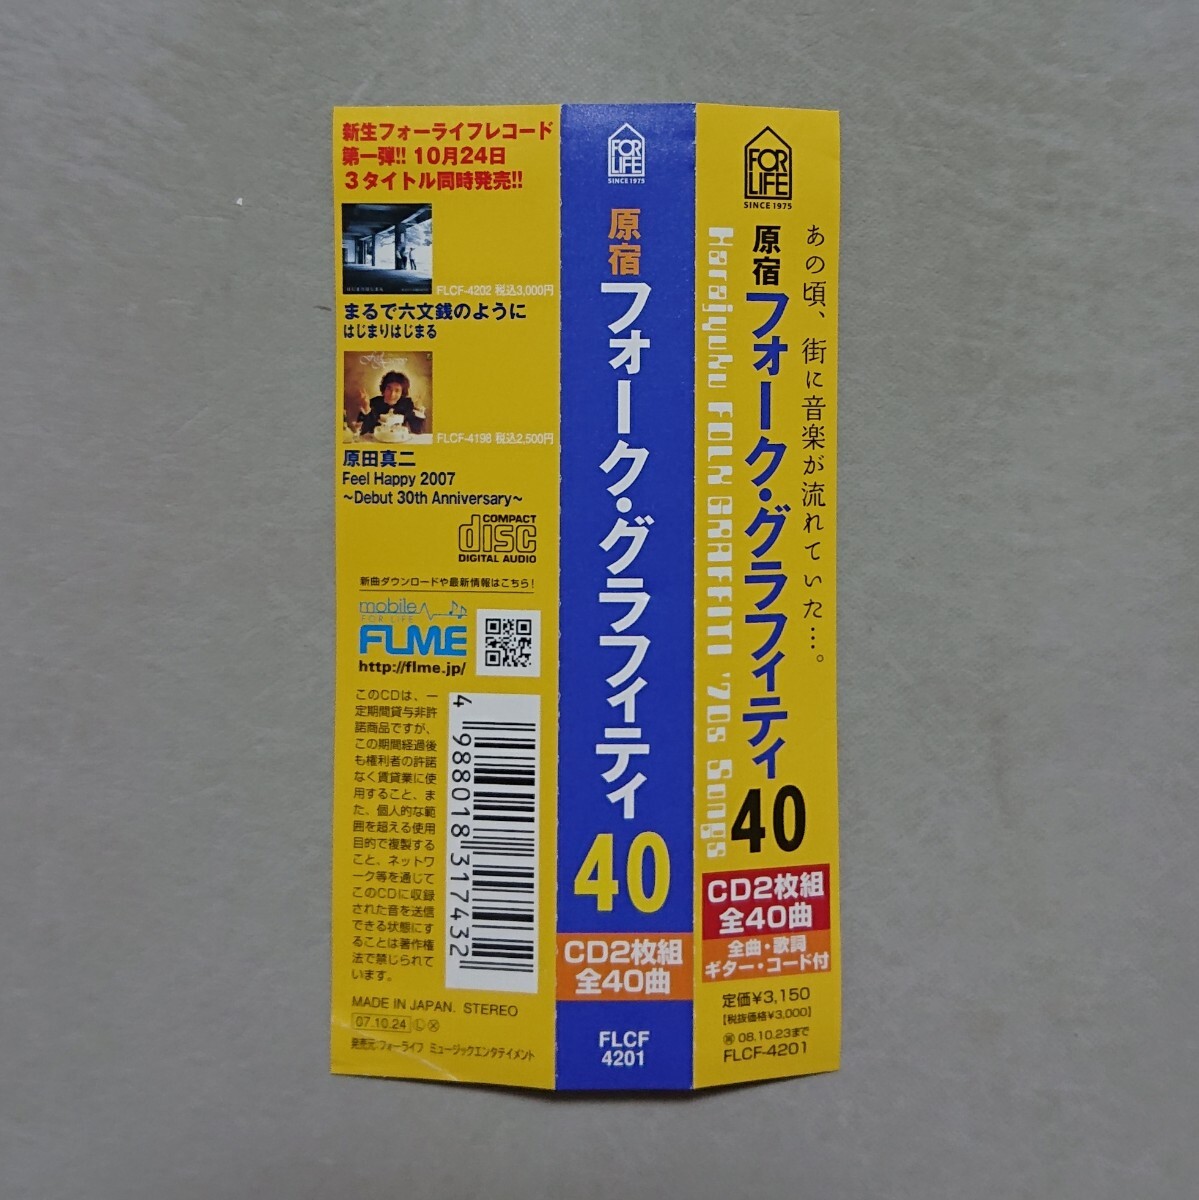 新生フォーライフレコード
第一弾!! 10月24日
3タイトル同時発売!!
FLCF-4202 税込3,000円
まるで六文銭のように
はじまりはじまる
FLCF-4198 税込2,500円
原田真二
Feel Happy 2007
～Debut 30th Anniversary～
COMPACT
disc
DIGITAL AUDIO
新曲ダウンロードや最新情報はこちら!
mobile
FOR LIFE
FLME
http://flme.jp/
このCDは、一
定期間貸与非許
諾商品ですが、
この期間経過後
も権利者の許諾
なく賃貸業に使
用すること、ま
た、個人的な範
囲を超える使用
目的で複製する
こと、ネットワ
ーク等を通じて
このCDに収録
された音を送信
できる状態にす
ることは著作権
法で禁じられて
います。
4 988018 317432
MADE IN JAPAN. STEREO
07.10.24
発売元:フォーライフ ミュージックエンタテイメント
FOR
LIFE
SINCE 1975
原宿フォーク・グラフィティ40
CD2枚組
全40曲
FLCF
4201
FOR
LIFE
SINCE 1975
あの頃、街に音楽が流れていた…。
原宿フォーク・グラフィティ40
Harajyuku FOLK GRAFFITI '70s Songs
CD2枚組
全40曲
全曲・歌詞
ギター・コード付
定価¥3,150
[税抜価格¥3,000]
08.10.23まで
FLCF-4201